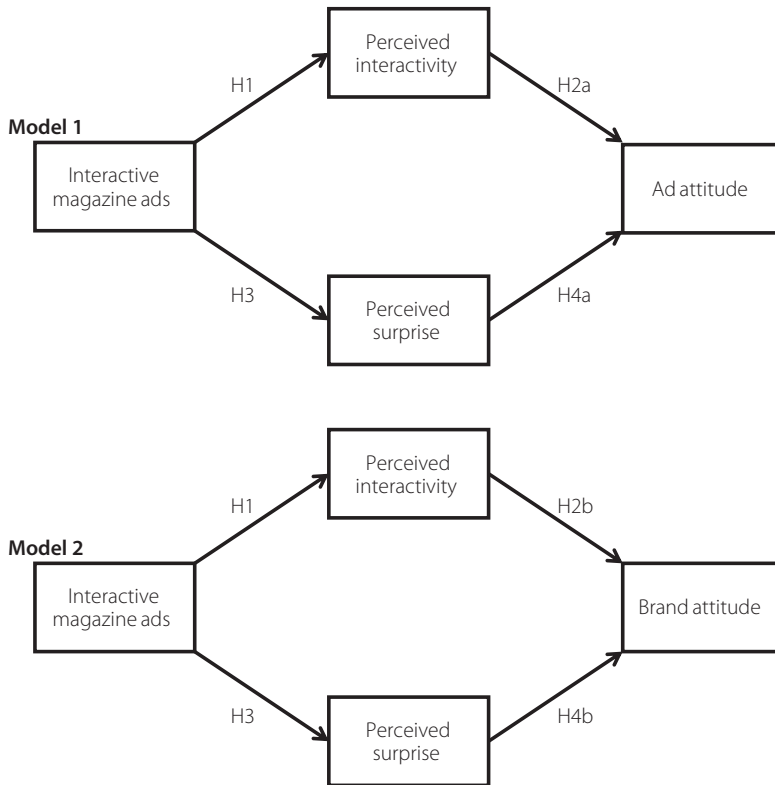 Perceived
interactivity
H1
H2a
Model 1
Interactive
magazine ads
Ad attitude
H3
H4a
Perceived
surprise
Perceived
interactivity
H1
H2b
Model 2
Interactive
magazine ads
Brand attitude
H3
H4b
Perceived
surprise